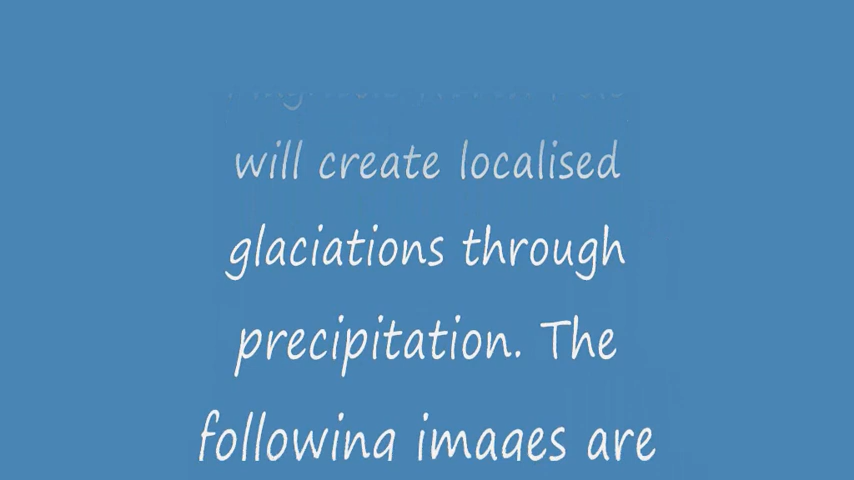 will create localised
glaciations through
precipitation. The
following images are